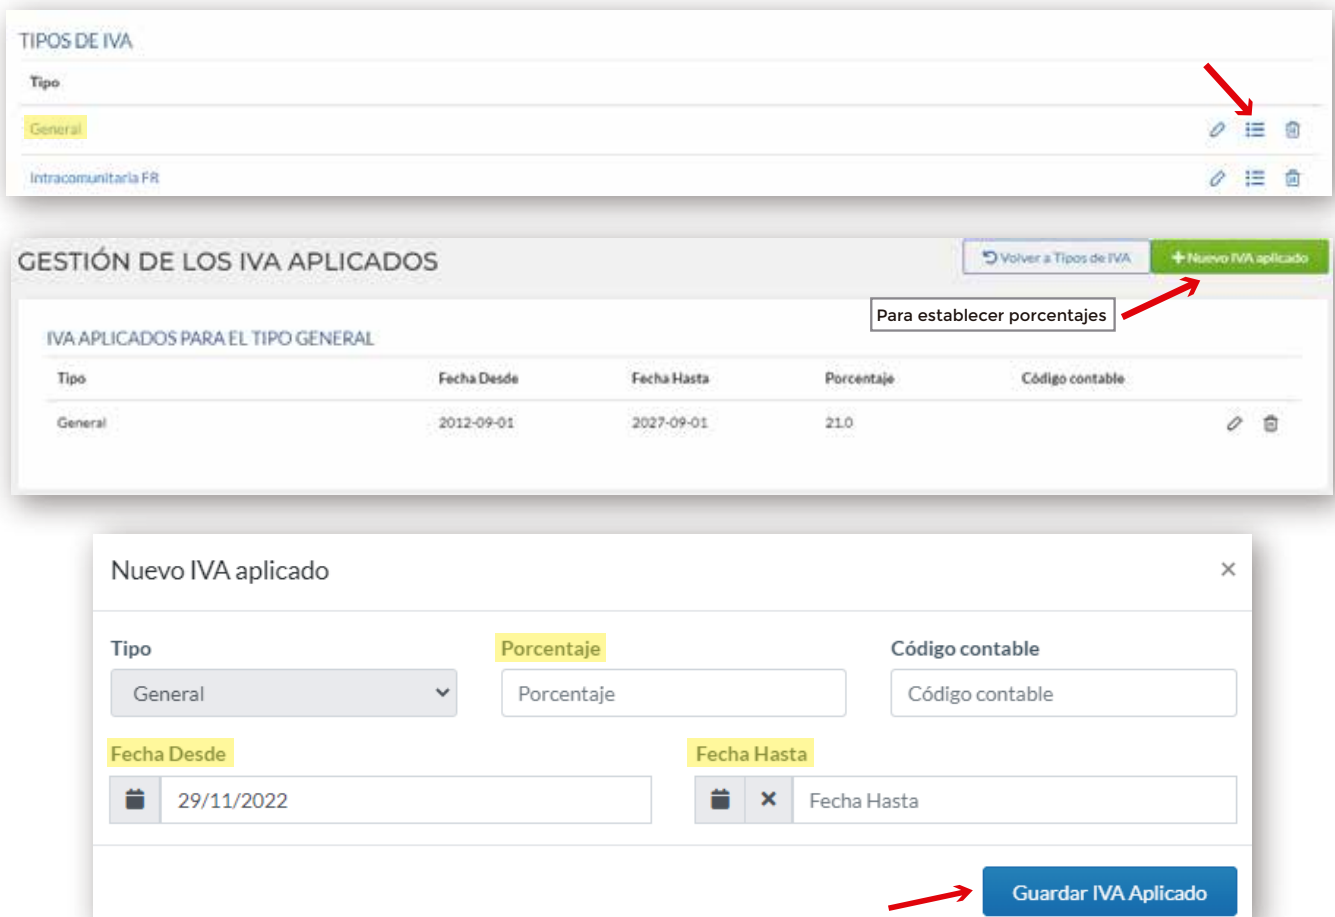 TIPOS DE IVA
Tipo
General
Intracomunitaria FR
GESTIÓN DE LOS IVA APLICADOS
Volver a Tipos de IVA
+ Nuevo IVA aplicado
Para establecer porcentajes
IVA APLICADOS PARA EL TIPO GENERAL
Tipo Fecha Desde Fecha Hasta Porcentaje Código contable
General 2012-09-01 2027-09-01 21.0
Nuevo IVA aplicado ×
Tipo Porcentaje Código contable
General Porcentaje Código contable
Fecha Desde Fecha Hasta
29/11/2022 Fecha Hasta
Guardar IVA Aplicado